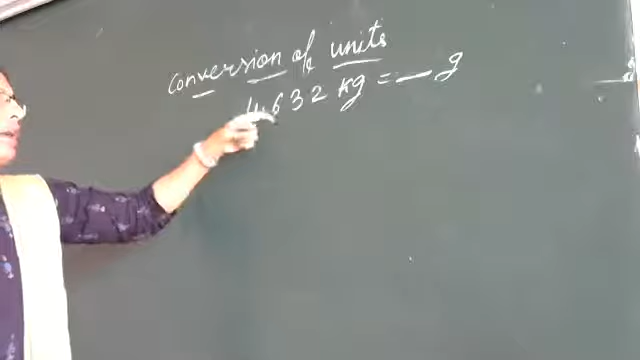 Conversion of units
4.632 kg = __ g